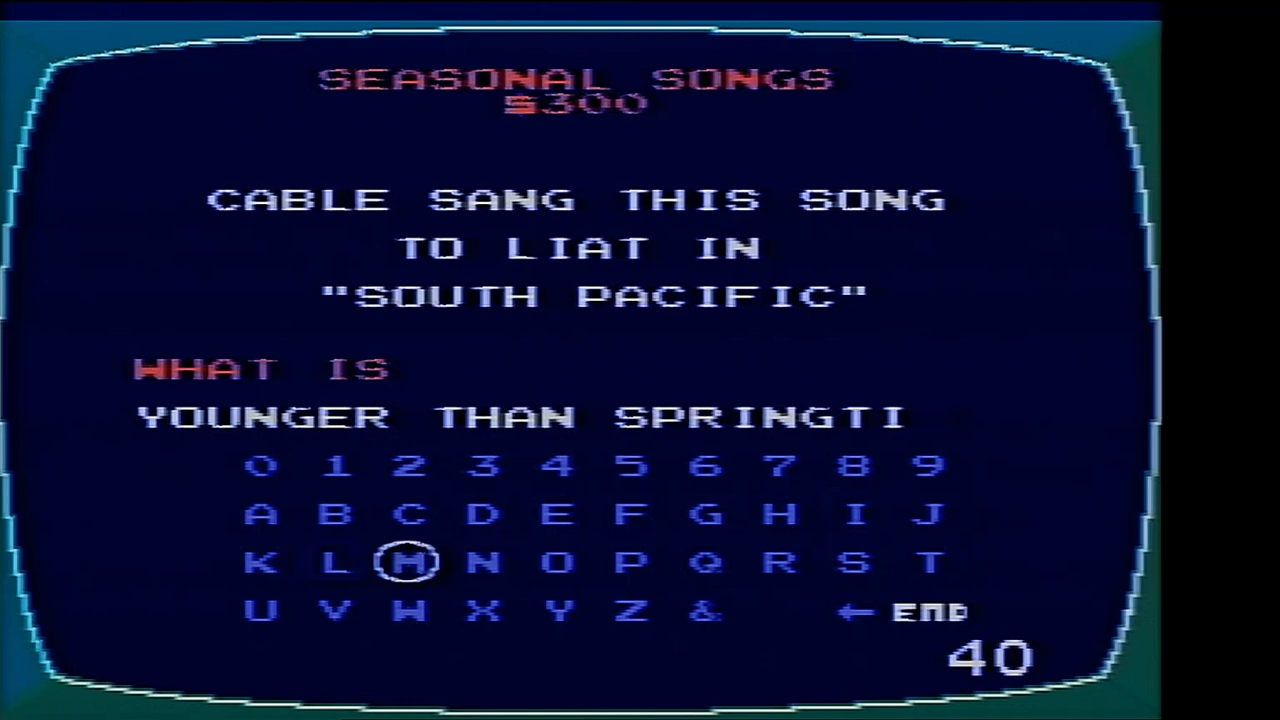 SEASONAL SONGS
$300
CABLE SANG THIS SONG
TO LIAT IN
"SOUTH PACIFIC"
WHAT IS
YOUNGER THAN SPRINGTI
0 1 2 3 4 5 6 7 8 9
A B C D E F G H I J
K L M N O P Q R S T
U V W X Y Z & ← END
40